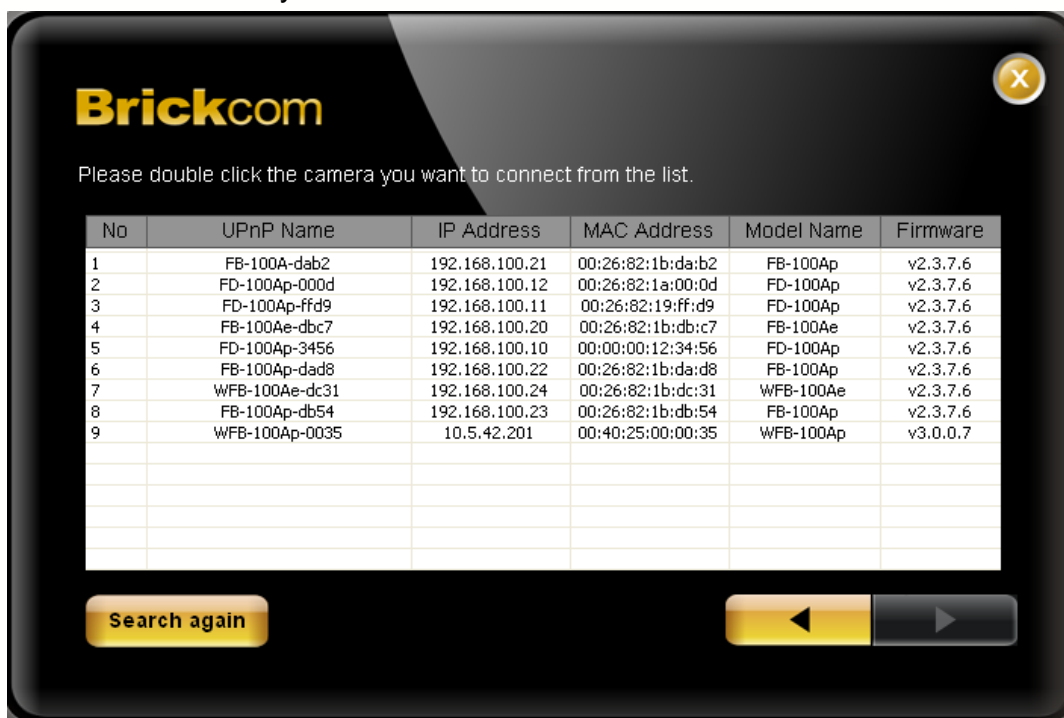 X
Brickcom
Please double click the camera you want to connect from the list.
No UPnP Name IP Address MAC Address Model Name Firmware
1 FB-100A-dab2 192.168.100.21 00:26:82:1b:da:b2 FB-100Ap v2.3.7.6
2 FD-100Ap-000d 192.168.100.12 00:26:82:1a:00:0d FD-100Ap v2.3.7.6
3 FD-100Ap-ffd9 192.168.100.11 00:26:82:19:ff:d9 FD-100Ap v2.3.7.6
4 FB-100Ae-dbc7 192.168.100.20 00:26:82:1b:db:c7 FB-100Ae v2.3.7.6
5 FD-100Ap-3456 192.168.100.10 00:00:00:12:34:56 FD-100Ap v2.3.7.6
6 FB-100Ap-dad8 192.168.100.22 00:26:82:1b:da:d8 FB-100Ap v2.3.7.6
7 WFB-100Ae-dc31 192.168.100.24 00:26:82:1b:dc:31 WFB-100Ae v2.3.7.6
8 FB-100Ap-db54 192.168.100.23 00:26:82:1b:db:54 FB-100Ap v2.3.7.6
9 WFB-100Ap-0035 10.5.42.201 00:40:25:00:00:35 WFB-100Ap v3.0.0.7
Search again